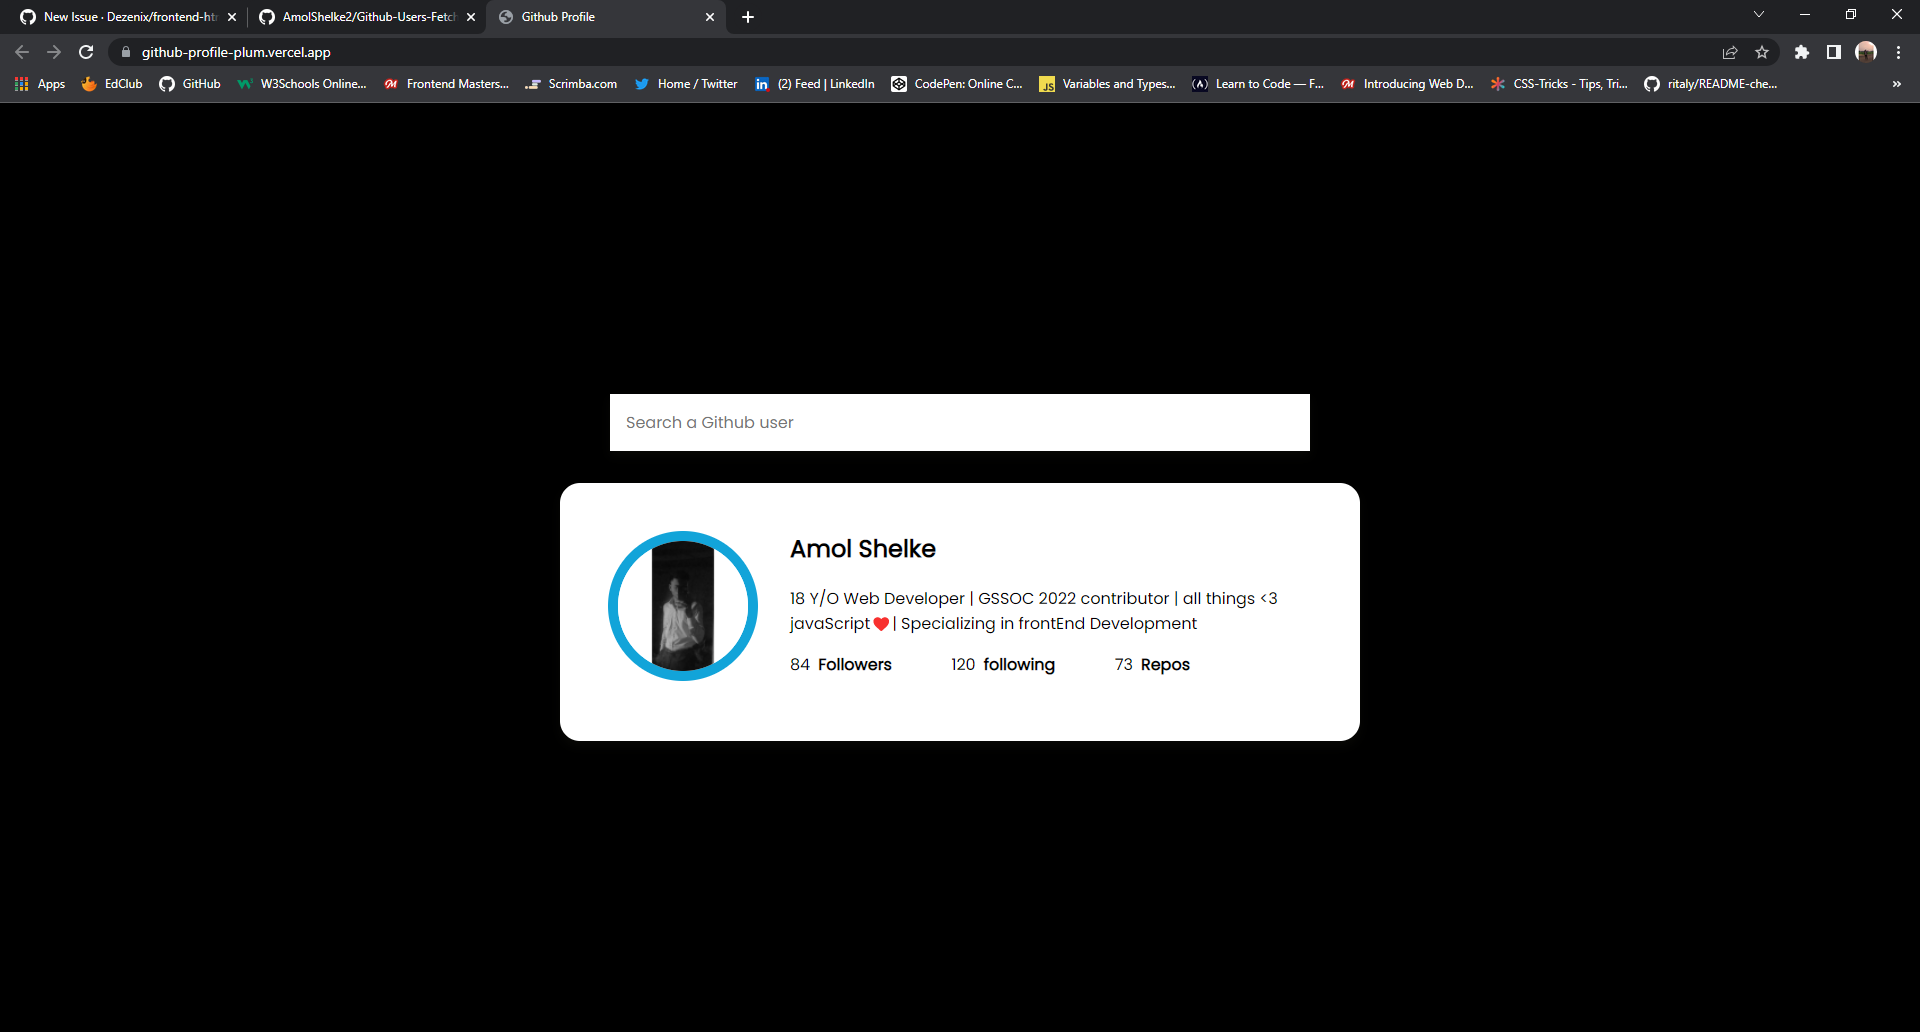 New Issue · Dezenix/frontend-htm
AmolShelke2/Github-Users-Fetch
Github Profile
github-profile-plum.vercel.app
Apps
EdClub
GitHub
W3Schools Online...
Frontend Masters...
Scrimba.com
Home / Twitter
(2) Feed | LinkedIn
CodePen: Online C...
Variables and Types...
Learn to Code — F...
Introducing Web D...
CSS-Tricks - Tips, Tri...
ritaly/README-che...
»
Search a Github user
Amol Shelke
18 Y/O Web Developer | GSSOC 2022 contributor | all things <3
javaScript❤️| Specializing in frontEnd Development
84 Followers 120 following 73 Repos